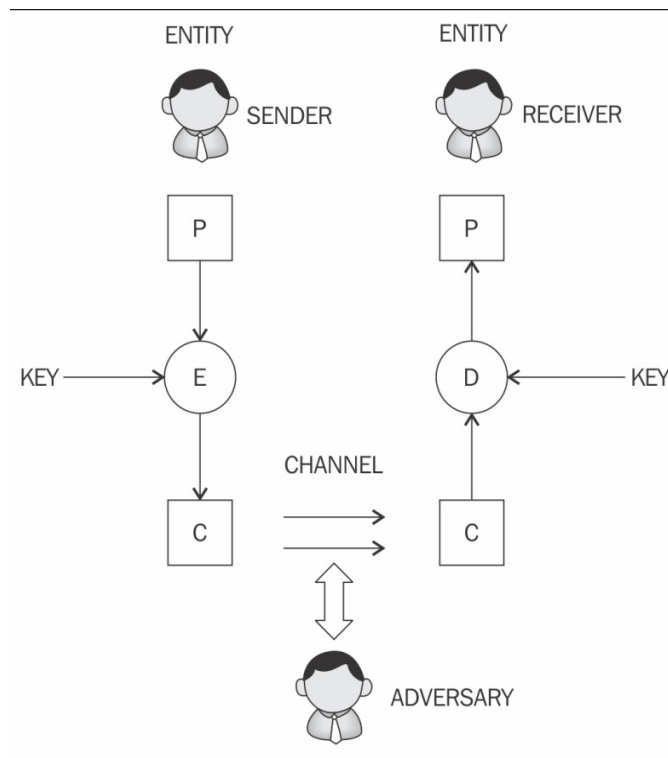 ENTITY
ENTITY
SENDER
RECEIVER
P
P
KEY
E
D
KEY
CHANNEL
C
C
ADVERSARY